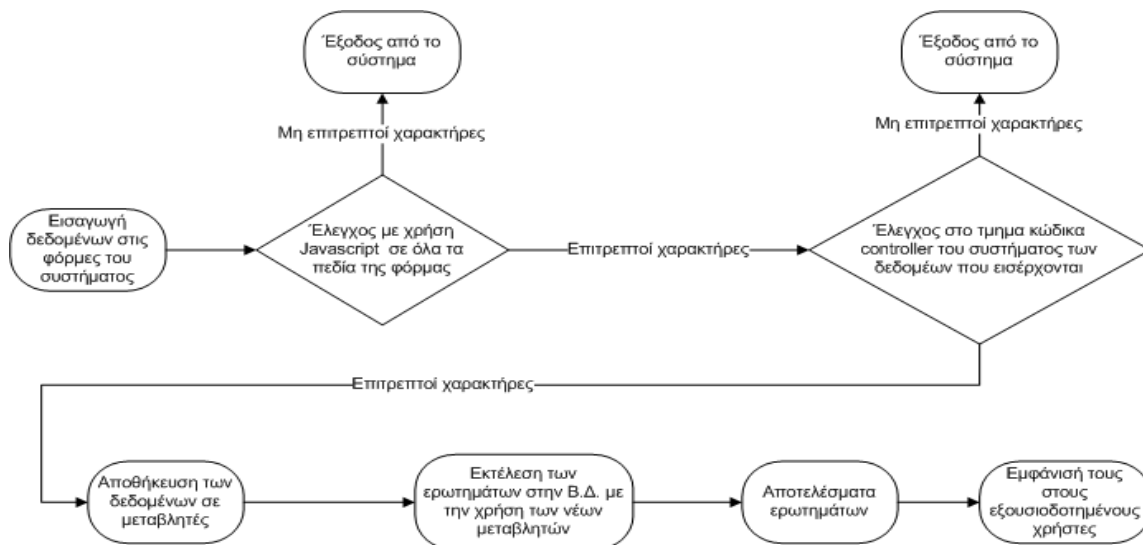 Έξοδος από το
σύστημα
Έξοδος από το
σύστημα
Μη επιτρεπτοί χαρακτήρες
Μη επιτρεπτοί χαρακτήρες
Εισαγωγή
δεδομένων στις
φόρμες του
συστήματος
Έλεγχος με χρήση
Javascript σε όλα τα
πεδία της φόρμας
Επιτρεπτοί χαρακτήρες
Έλεγχος στο τμημα κώδικα
controller του συστήματος των
δεδομέων που εισέρχονται
Επιτρεπτοί χαρακτήρες
Αποθήκευση των
δεδομένων σε
μεταβλητές
Εκτέλεση των
ερωτημάτων στην Β.Δ. με
την χρήση των νέων
μεταβλητών
Αποτελέσματα
ερωτημάτων
Εμφάνισή τους
στους
εξουσιοδοτημένους
χρήστες